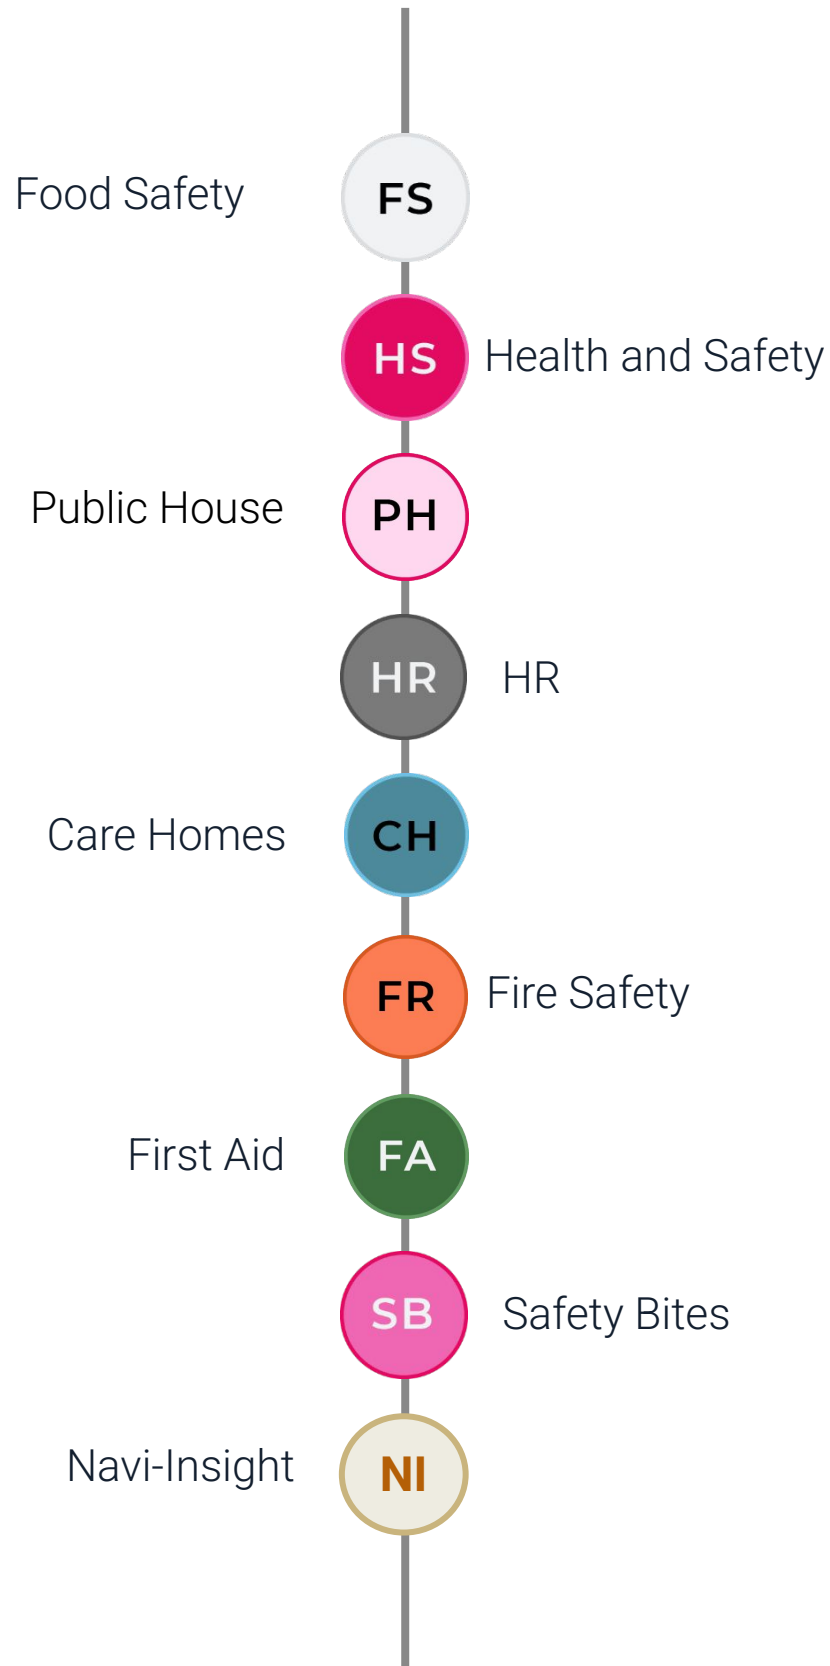 Food Safety
FS
HS
Health and Safety
Public House
PH
HR
HR
Care Homes
CH
FR
Fire Safety
First Aid
FA
SB
Safety Bites
Navi-Insight
NI